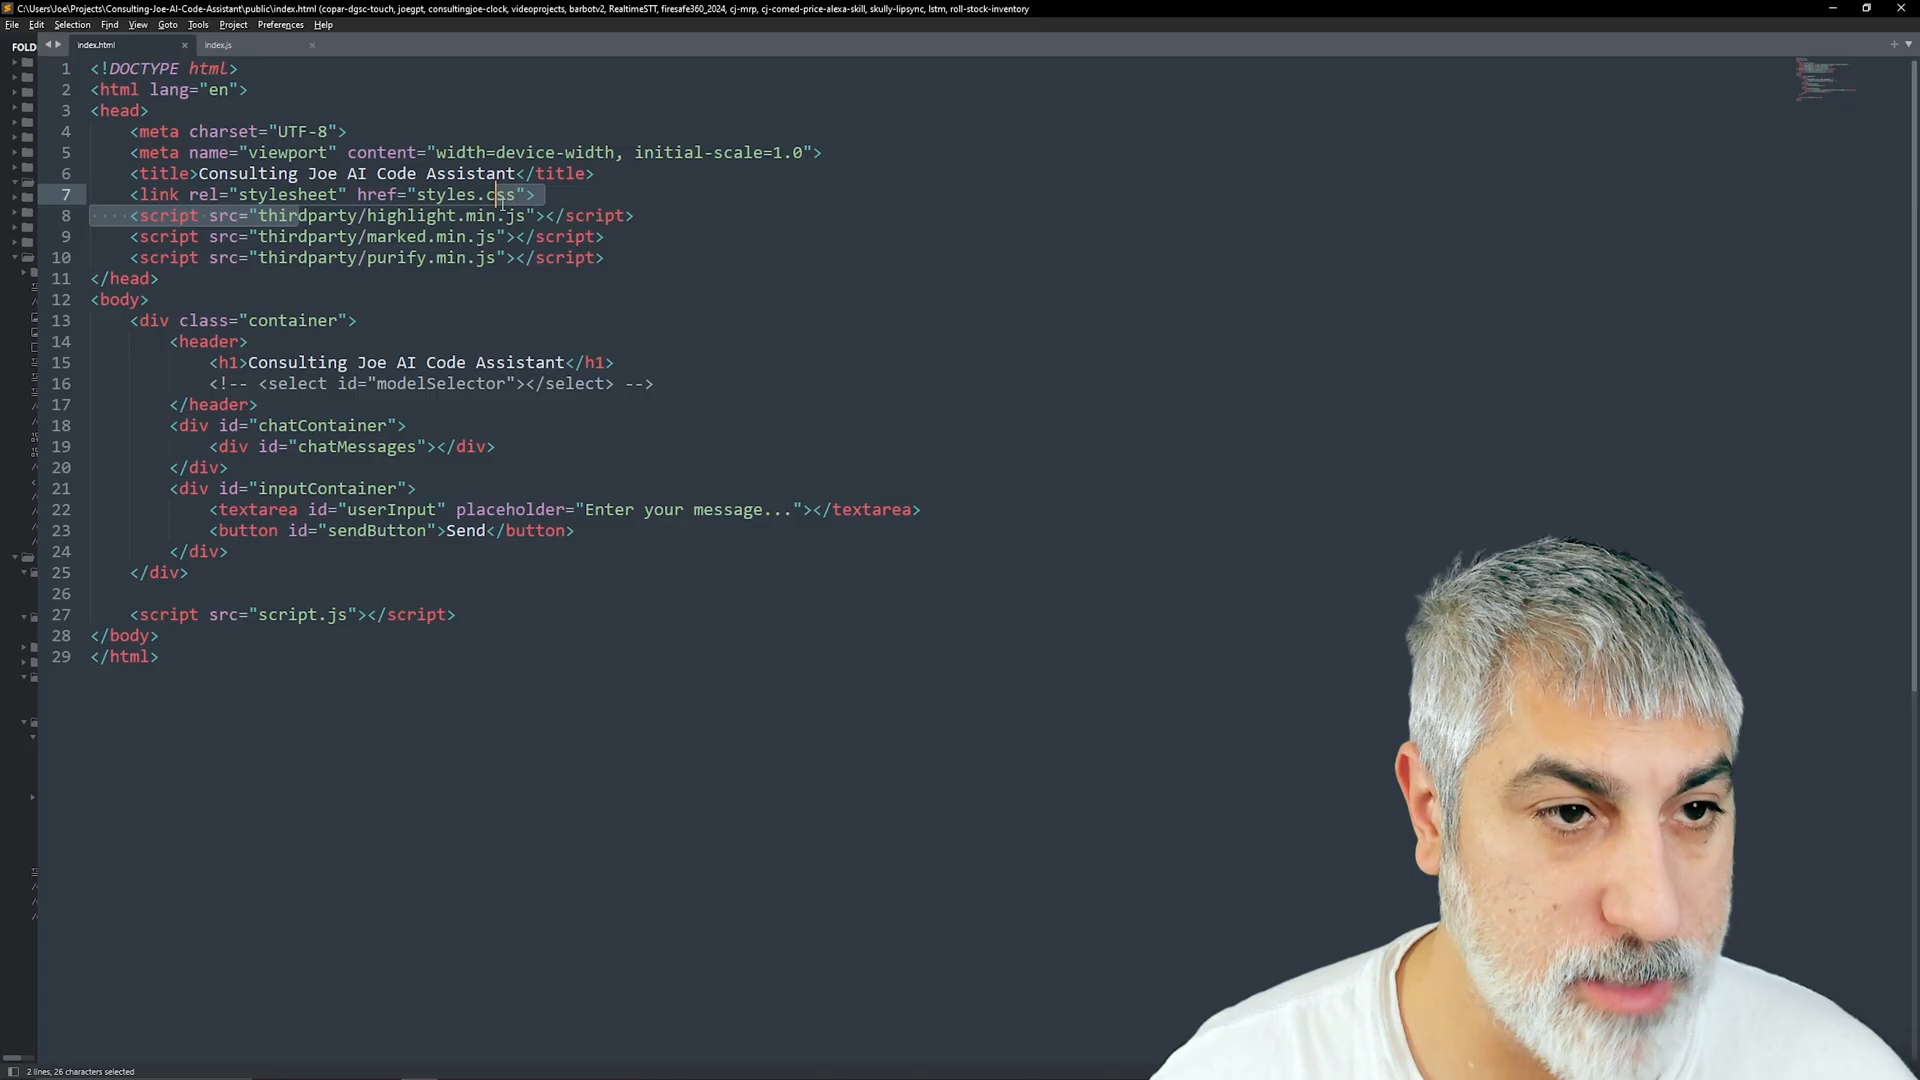 C:\Users\Joe\Projects\Consulting-Joe-AI-Code-Assistant\public\index.html (copar-dgsc-touch, joegpt, consultingjoe-clock, videoprojects, barbotv2, RealtimeSTT, firesafe360_2024, cj-mrp, cj-comed-price-alexa-skill, skully-lipsync, lstm, roll-stock-inventory
File Edit Selection Find View Goto Tools Project Preferences Help
FOLD
index.html index.js
1 <!DOCTYPE html>
2 <html lang="en">
3 <head>
4 <meta charset="UTF-8">
5 <meta name="viewport" content="width=device-width, initial-scale=1.0">
6 <title>Consulting Joe AI Code Assistant</title>
7 <link rel="stylesheet" href="styles.css">
8 <script src="thirdparty/highlight.min.js"></script>
9 <script src="thirdparty/marked.min.js"></script>
10 <script src="thirdparty/purify.min.js"></script>
11 </head>
12 <body>
13 <div class="container">
14 <header>
15 <h1>Consulting Joe AI Code Assistant</h1>
16 <!-- <select id="modelSelector"></select> -->
17 </header>
18 <div id="chatContainer">
19 <div id="chatMessages"></div>
20 </div>
21 <div id="inputContainer">
22 <textarea id="userInput" placeholder="Enter your message..."></textarea>
23 <button id="sendButton">Send</button>
24 </div>
25 </div>
26
27 <script src="script.js"></script>
28 </body>
29 </html>
2 lines, 26 characters selected